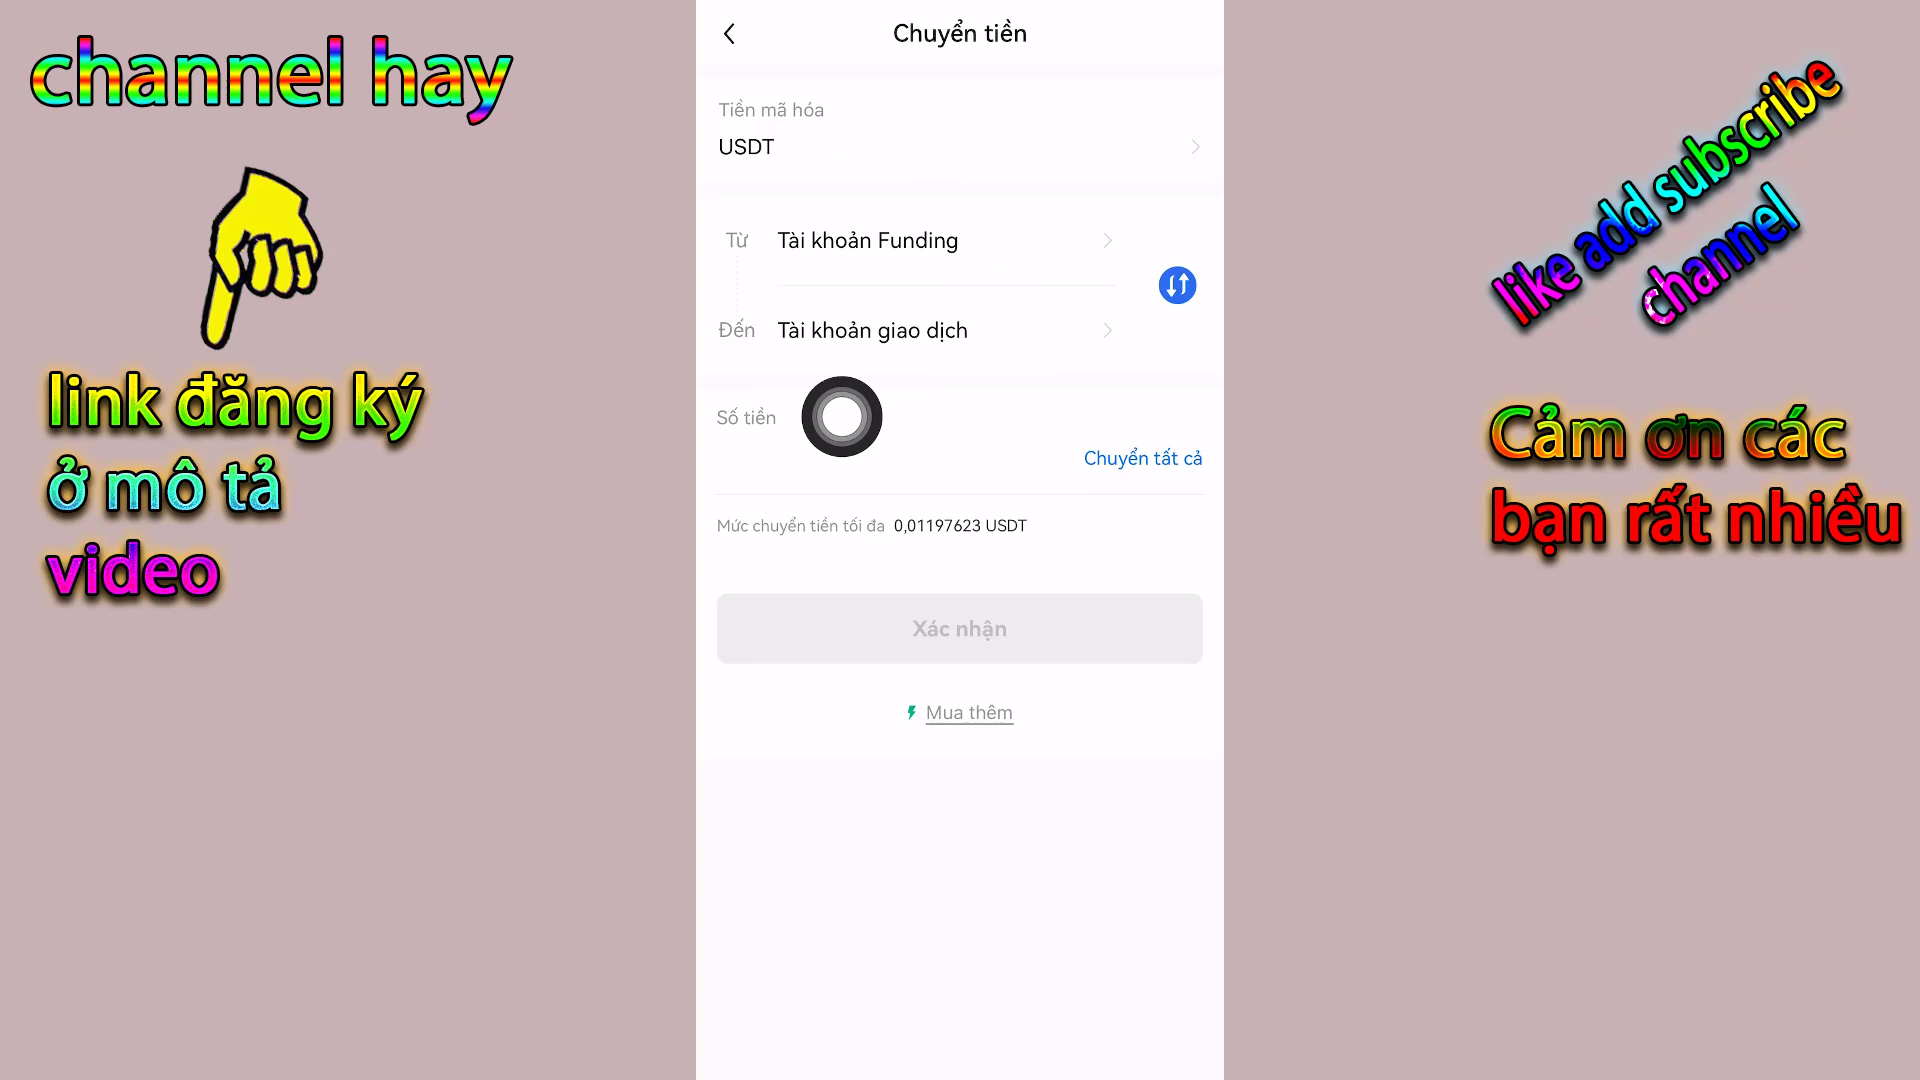 channel hay
link đăng ký
ở mô tả
video
Chuyển tiền
Tiền mã hóa
USDT
Từ Tài khoản Funding
Đến Tài khoản giao dịch
Số tiền
Chuyển tất cả
Mức chuyển tiền tối đa 0,01197623 USDT
Xác nhận
Mua thêm
like add subscribe
channel
Cảm ơn các
bạn rất nhiều